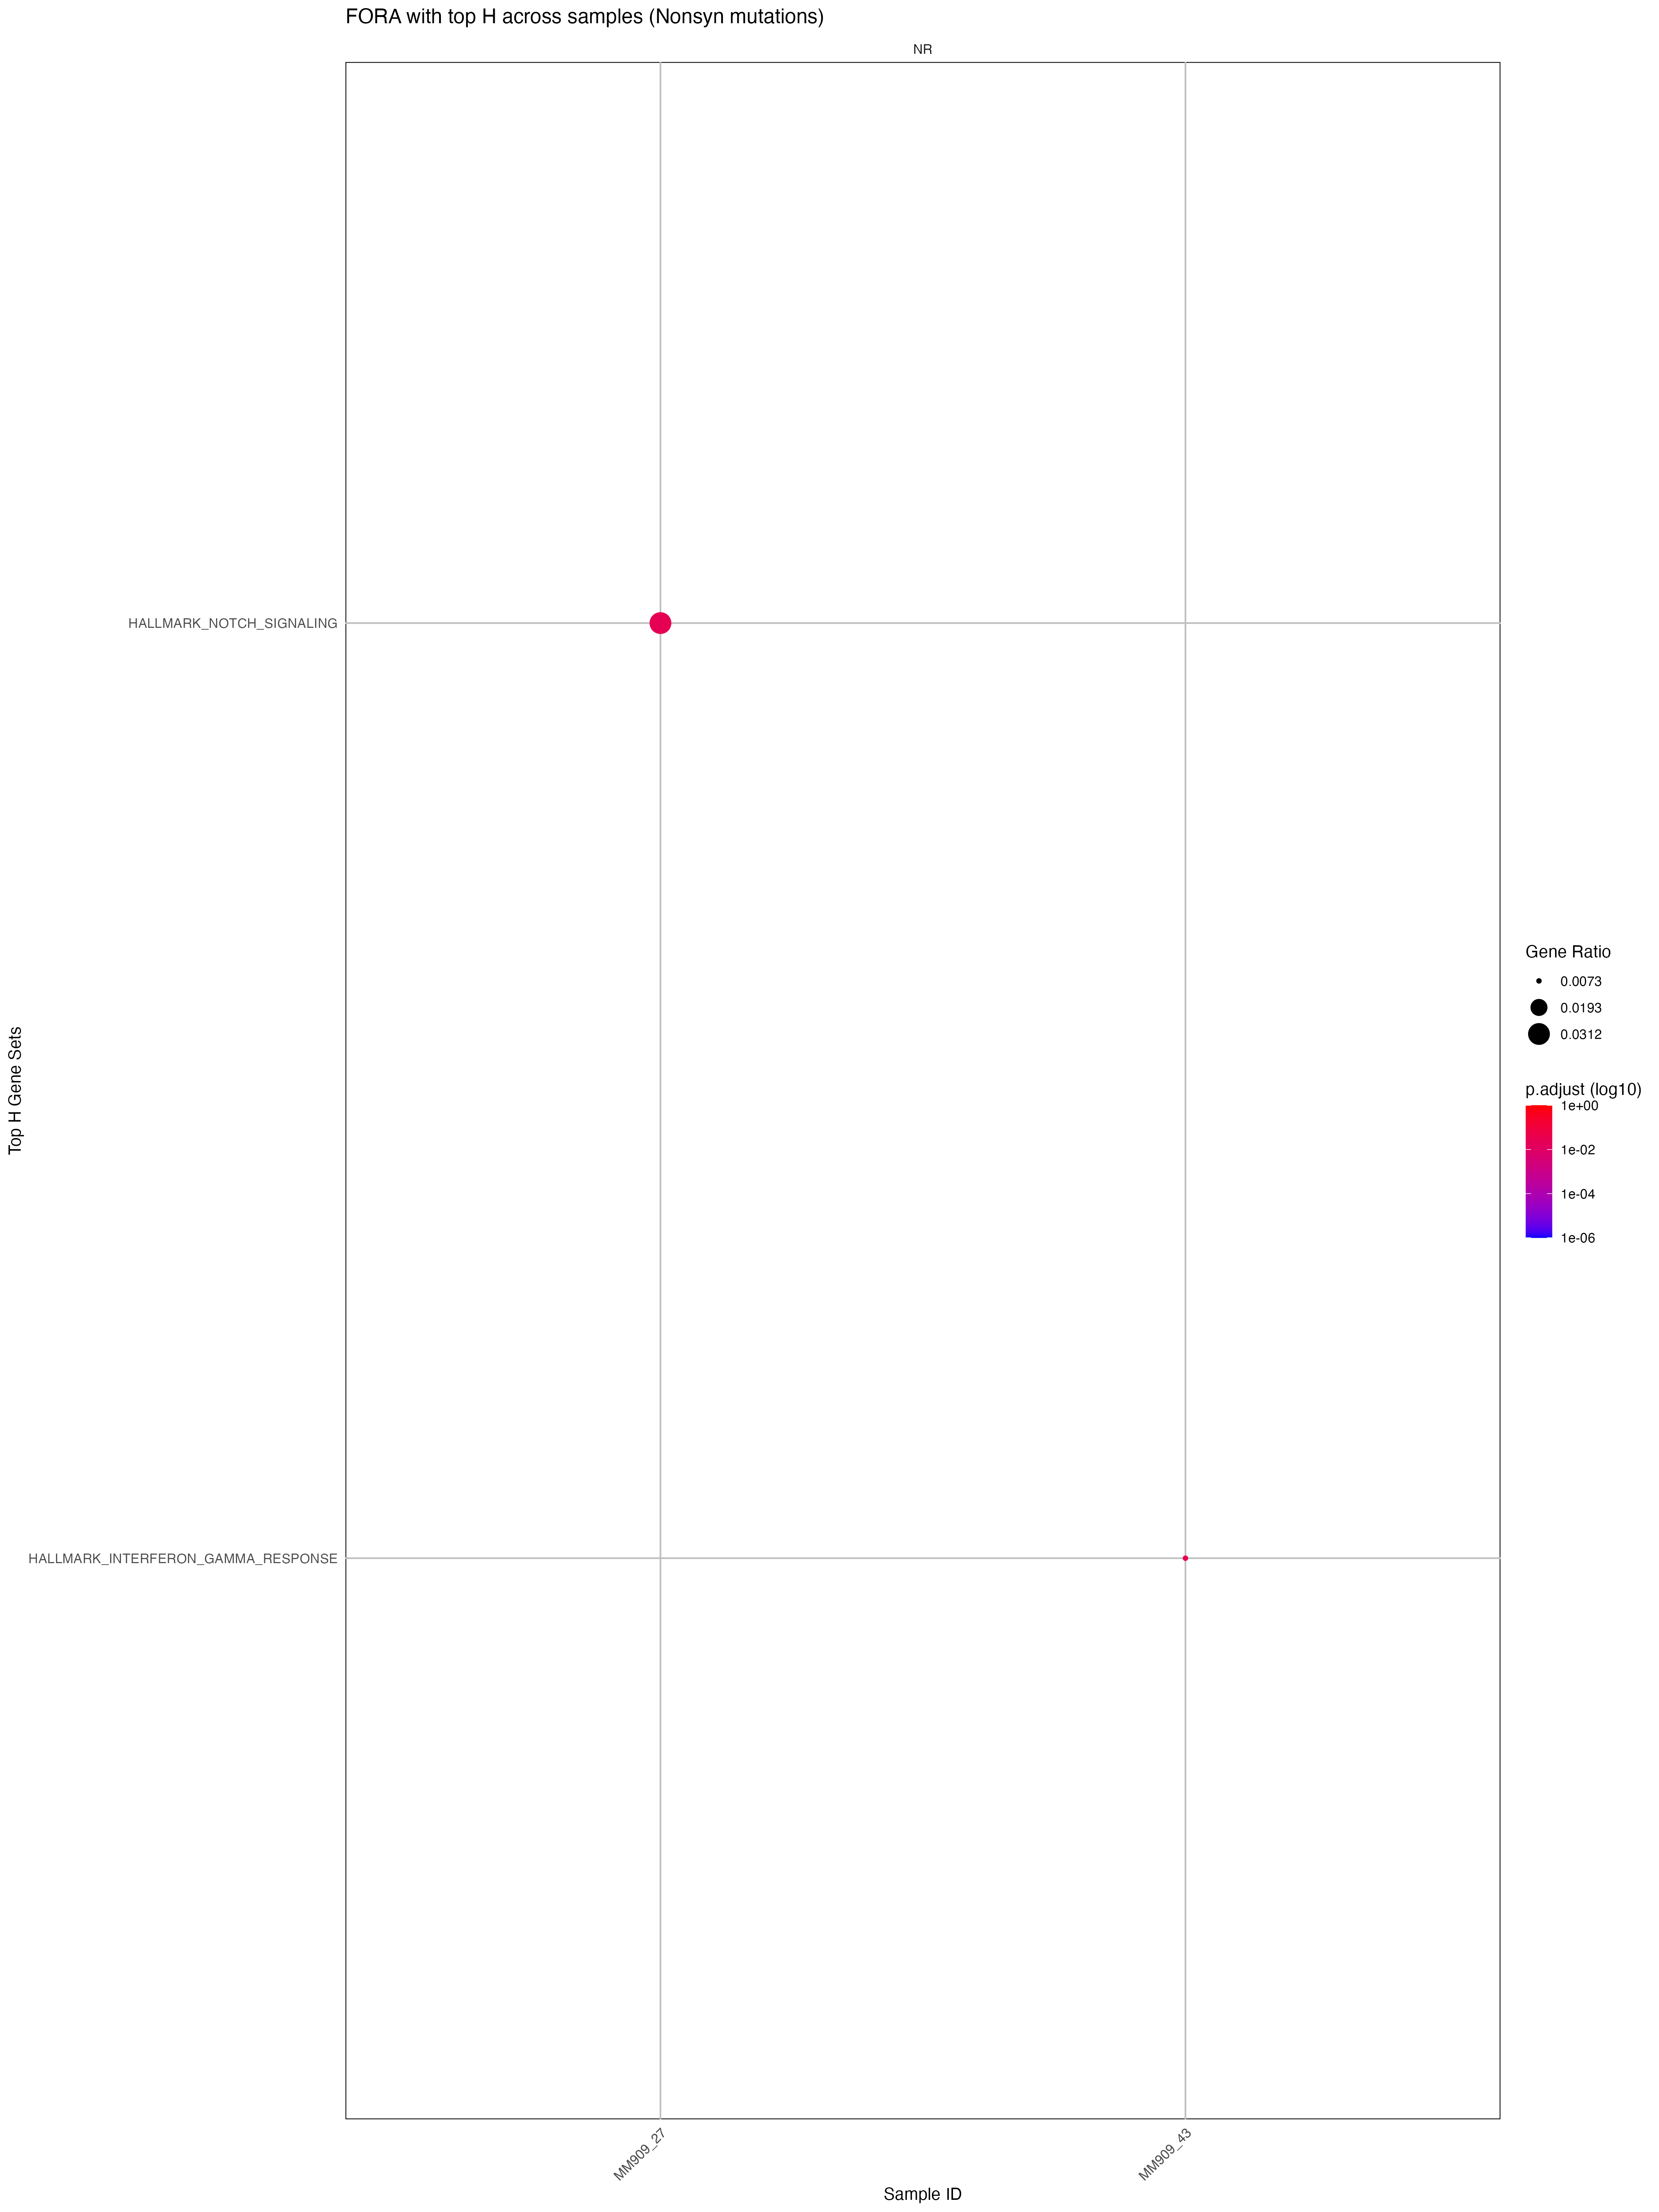 FORA with top H across samples (Nonsyn mutations)
NR
HALLMARK_NOTCH_SIGNALING
HALLMARK_INTERFERON_GAMMA_RESPONSE
Top H Gene Sets
MM909_27
MM909_43
Sample ID
Gene Ratio
0.0073
0.0193
0.0312
p.adjust (log10)
1e+00
1e-02
1e-04
1e-06